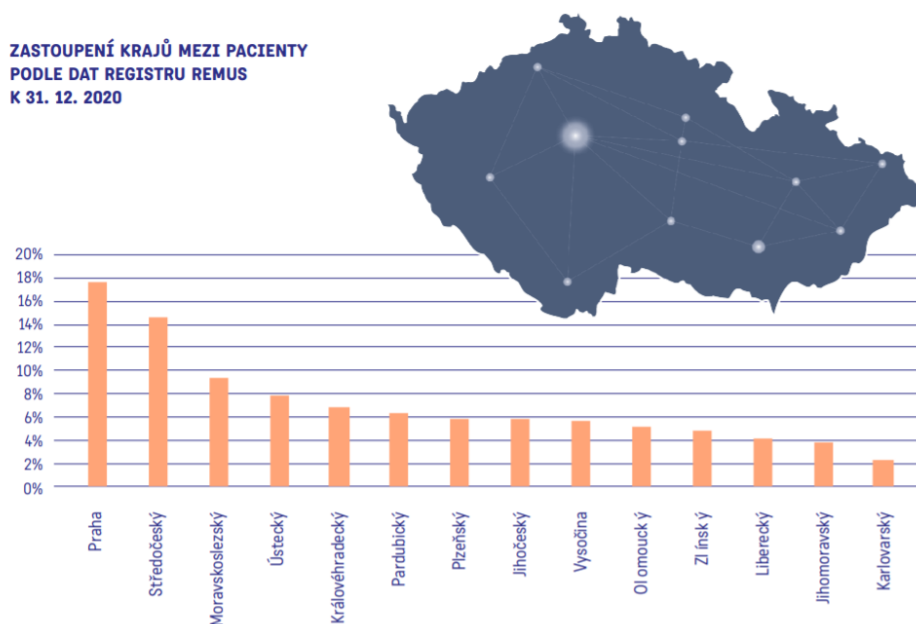 ZASTOUPENÍ KRAJŮ MEZI PACIENTY
PODLE DAT REGISTRU REMUS
K 31. 12. 2020
20%
18%
16%
14%
12%
10%
8%
6%
4%
2%
0%
Praha
Středočeský
Moravskoslezský
Ústecký
Královéhradecký
Pardubický
Plzeňský
Jihočeský
Vysočina
Ol omouck ý
Zl ínsk ý
Liberecký
Jihomoravský
Karlovarský